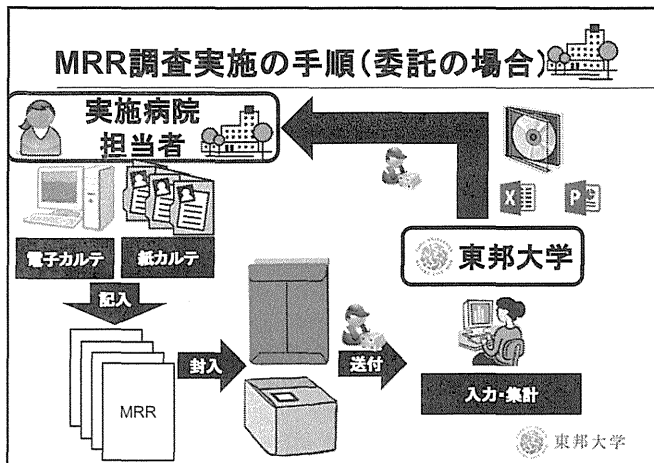 MRR調査実施の手順(委託の場合)
実施病院
担当者
電子カルテ
紙カルテ
記入
MRR
封入
送付
X
P
東邦大学
入力・集計
東邦大学